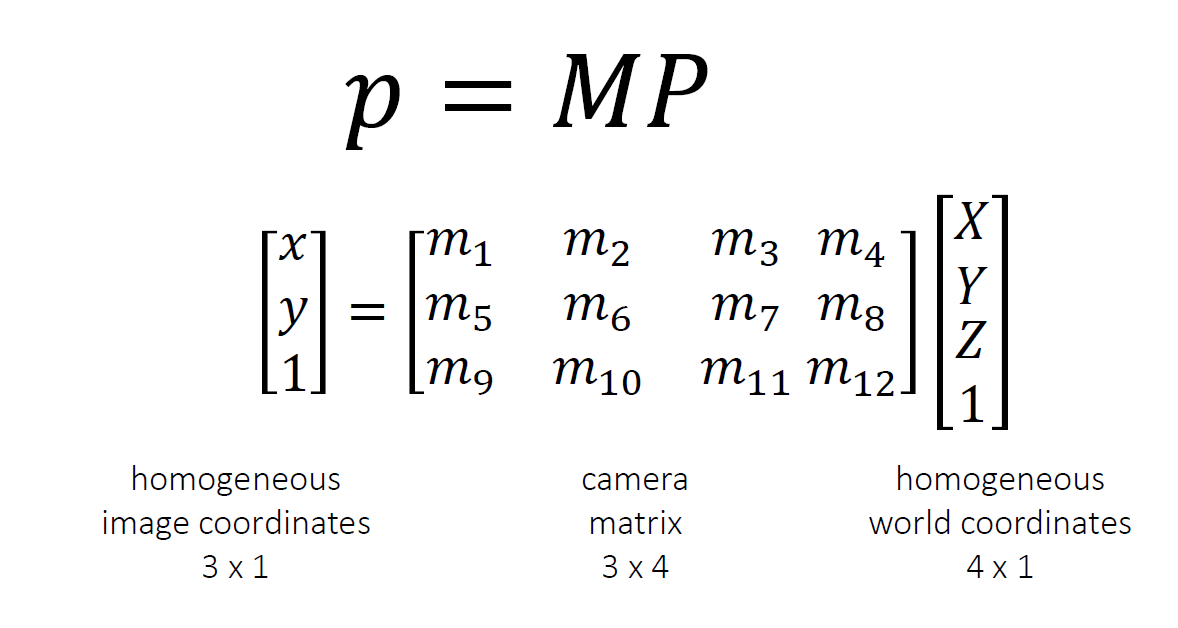 p = MP
[x y 1] = [m₁ m₂ m₃ m₄ m₅ m₆ m₇ m₈ m₉ m₁₀ m₁₁ m₁₂] [X Y Z 1]
homogeneous image coordinates 3 x 1
camera matrix 3 x 4
homogeneous world coordinates 4 x 1